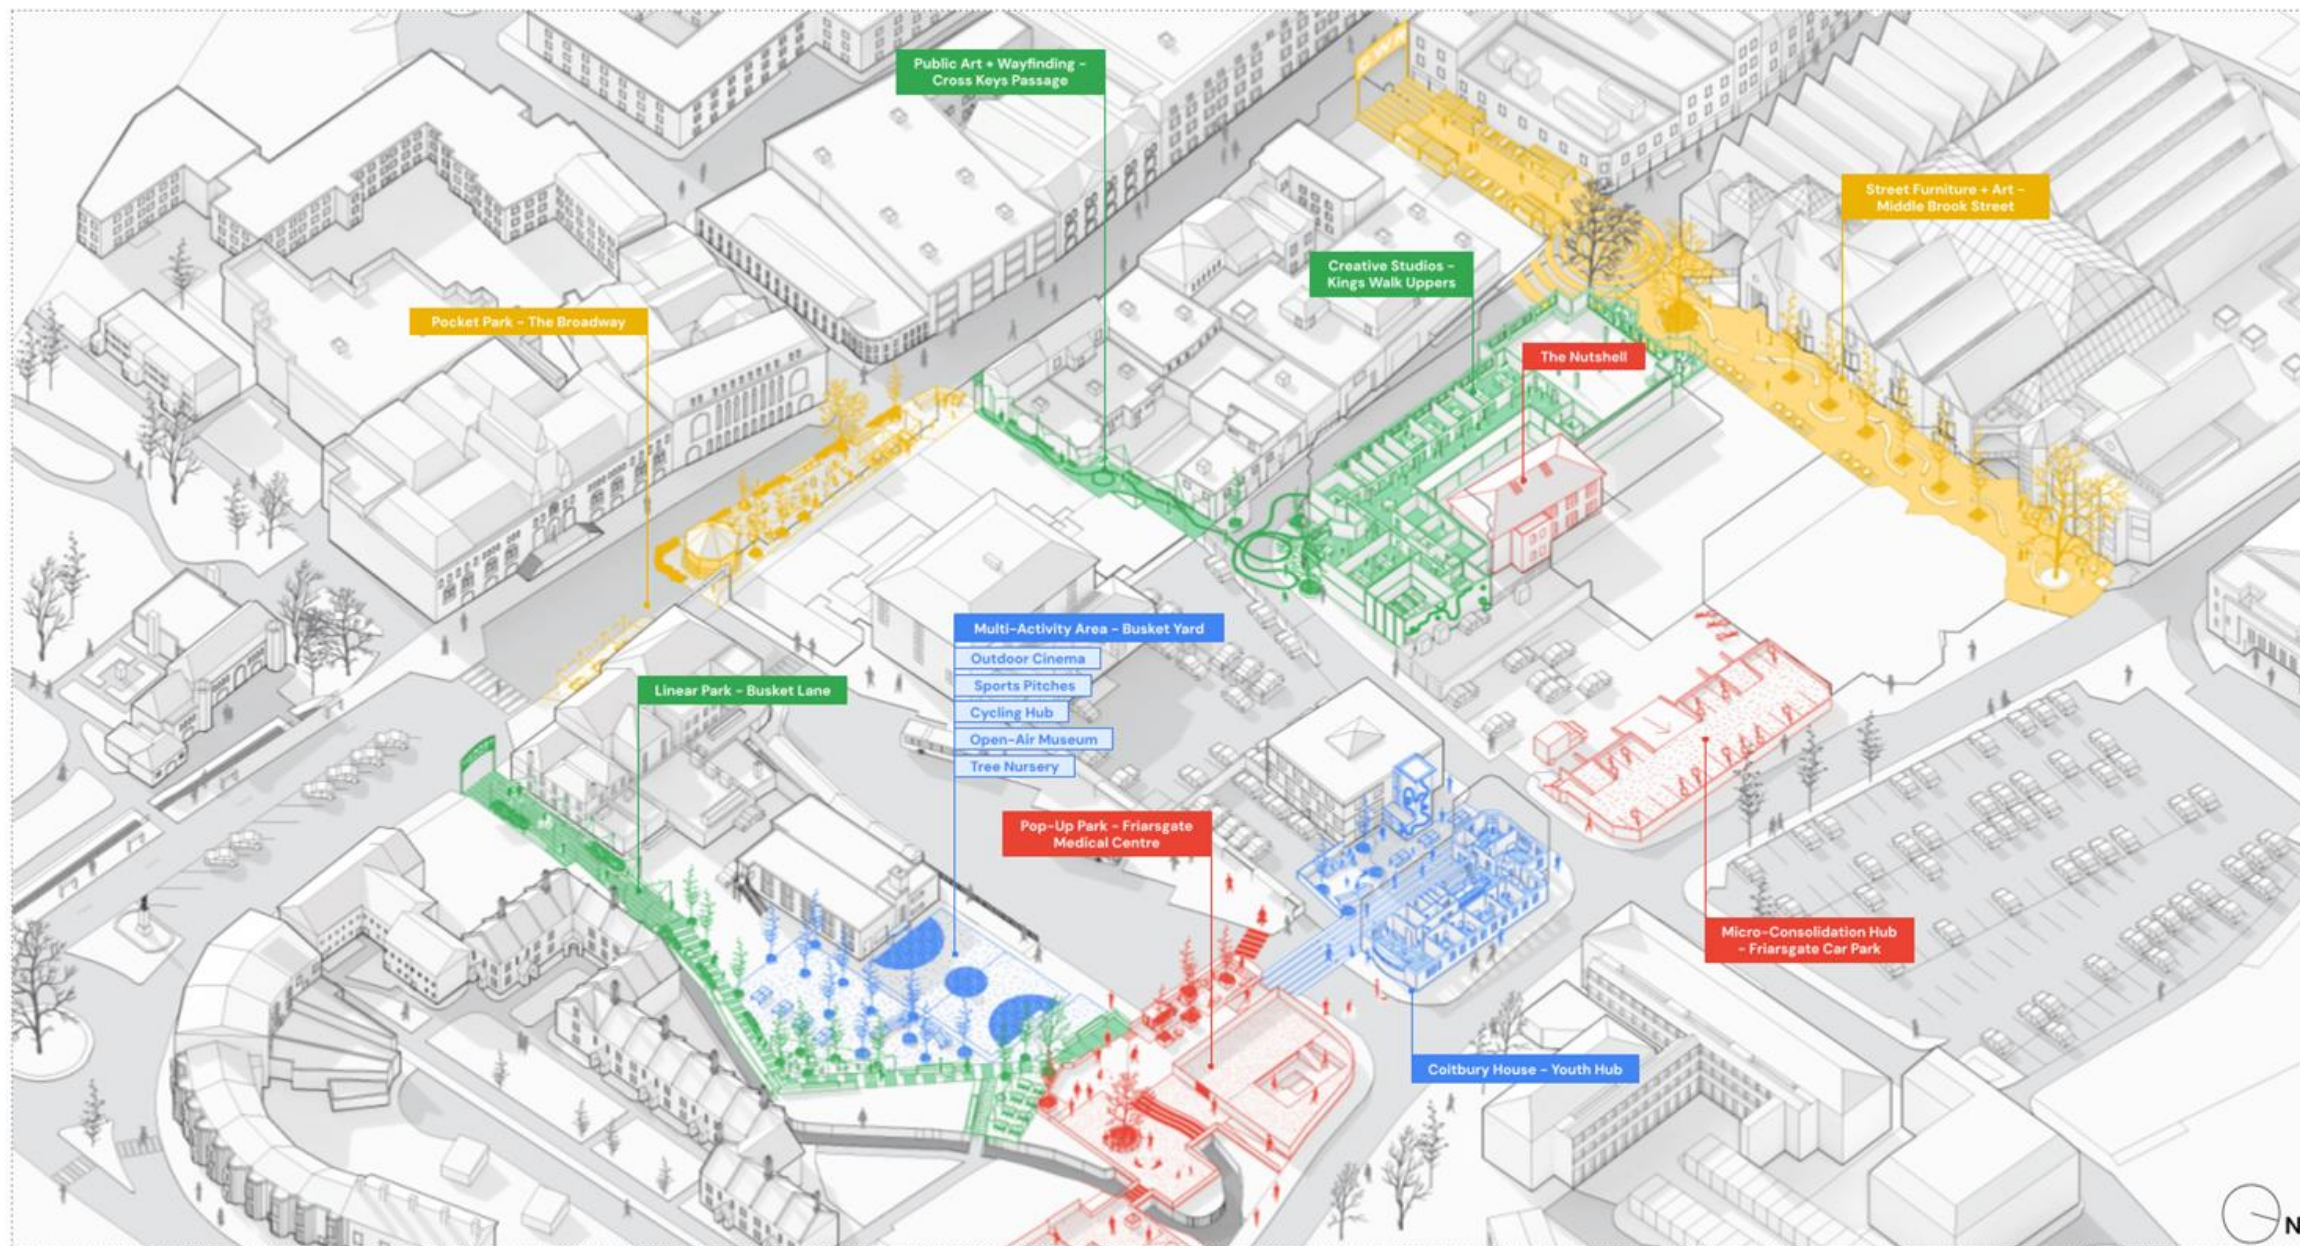 Public Art + Wayfinding –
Cross Keys Passage
Street Furniture + Art –
Middle Brook Street
Creative Studios –
Kings Walk Uppers
Pocket Park – The Broadway
The Nutshell
Multi-Activity Area – Busket Yard
Outdoor Cinema
Sports Pitches
Cycling Hub
Open-Air Museum
Tree Nursery
Linear Park – Busket Lane
Pop-Up Park – Friarsgate
Medical Centre
Micro-Consolidation Hub
– Friarsgate Car Park
Coitbury House – Youth Hub
N